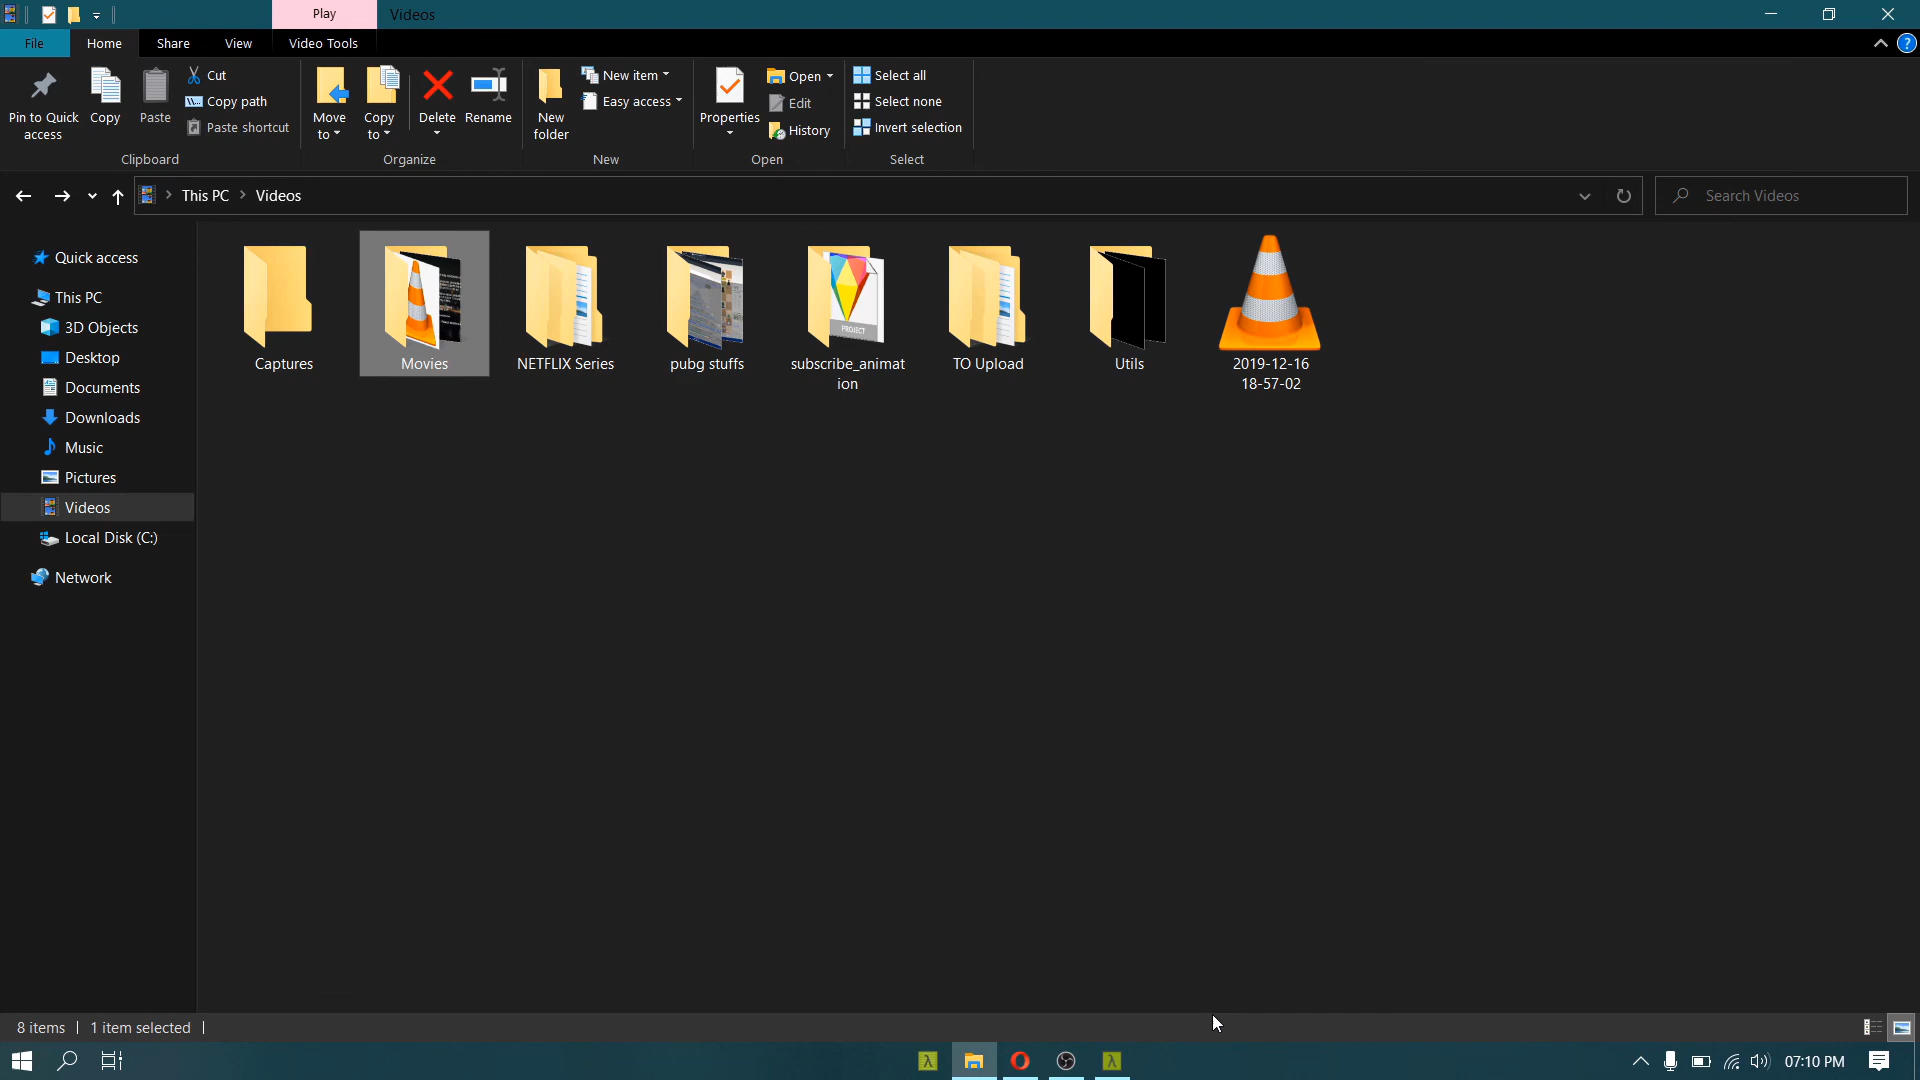 Play
Videos
File
Home
Share
View
Video Tools
Pin to Quick
access
Copy
Paste
Cut
Copy path
Paste shortcut
Clipboard
Move
to
Copy
to
Delete
Rename
Organize
New
folder
New item
Easy access
New
Properties
Open
Edit
History
Open
Select all
Select none
Invert selection
Select
This PC
Videos
Search Videos
Quick access
This PC
3D Objects
Desktop
Documents
Downloads
Music
Pictures
Videos
Local Disk (C:)
Network
Captures
Movies
NETFLIX Series
pubg stuffs
PROJECT
subscribe_animat
ion
TO Upload
Utils
2019-12-16
18-57-02
8 items
1 item selected
07:10 PM